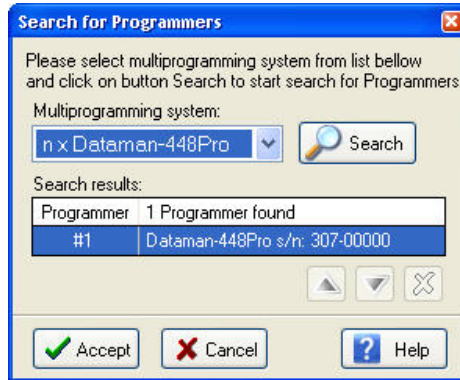 Search for Programmers
Please select multiprogramming system from list bellow
and click on button Search to start search for Programmers
Multiprogramming system:
n x Dataman-448Pro
Search
Search results:
Programmer 1 Programmer found
#1 Dataman-448Pro s/n: 307-00000
Accept
Cancel
? Help